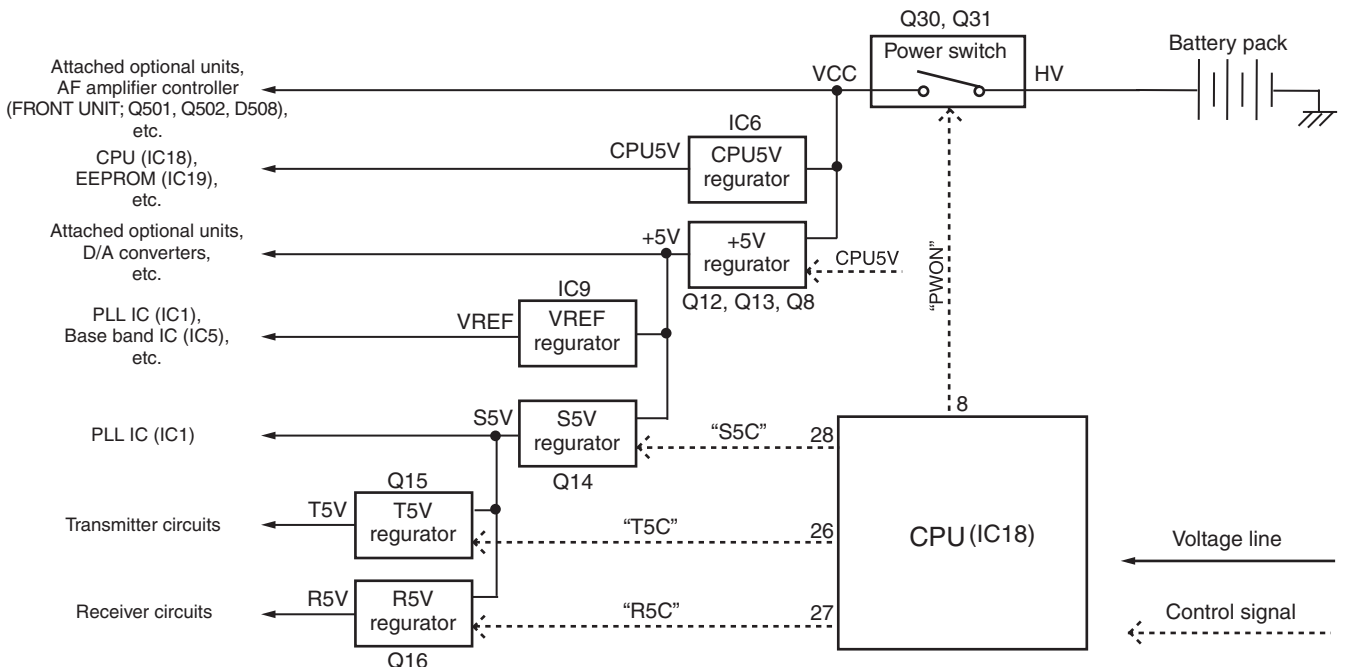 Q30, Q31
Power switch
Battery pack
VCC
HV
Attached optional units,
AF amplifier controller
(FRONT UNIT; Q501, Q502, D508),
etc.
IC6
CPU5V
CPU5V
regurator
CPU (IC18),
EEPROM (IC19),
etc.
Attached optional units,
D/A converters,
etc.
+5V
+5V
regurator
CPU5V
Q12, Q13, Q8
“PWON”
IC9
VREF
VREF
regurator
PLL IC (IC1),
Base band IC (IC5),
etc.
8
PLL IC (IC1)
S5V
S5V
regurator
“S5C”
28
Q14
Q15
Transmitter circuits
T5V
T5V
regurator
“T5C”
26
CPU (IC18)
Voltage line
Receiver circuits
R5V
R5V
regurator
“R5C”
27
Control signal
Q16